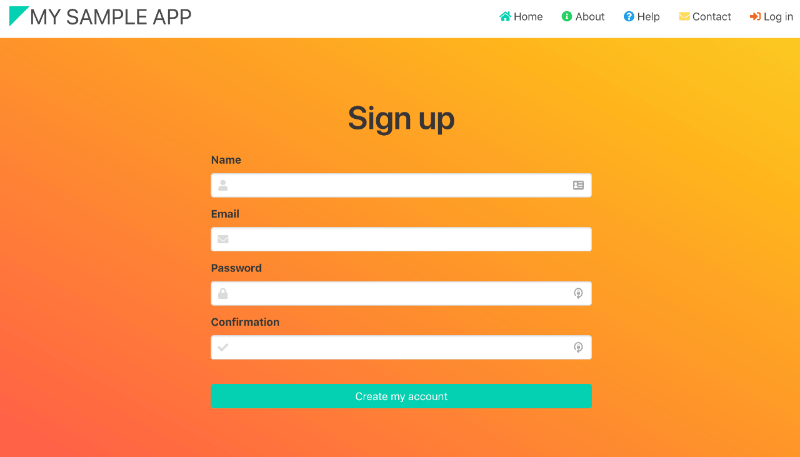 MY SAMPLE APP
Home About Help Contact Log in
Sign up
Name
Email
Password
Confirmation
Create my account